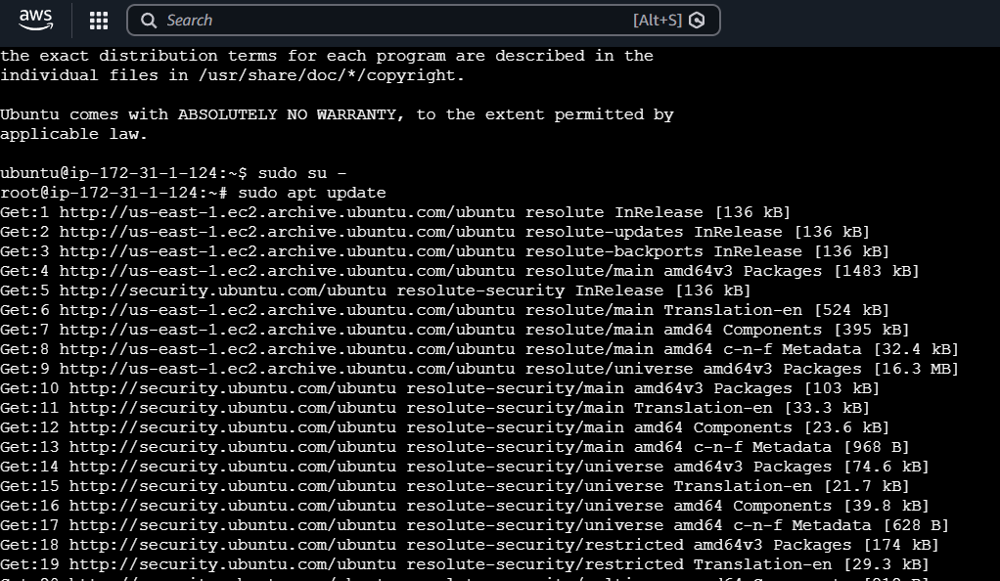 aws
Search [Alt+S]
the exact distribution terms for each program are described in the
individual files in /usr/share/doc/*/copyright.
Ubuntu comes with ABSOLUTELY NO WARRANTY, to the extent permitted by
applicable law.
ubuntu@ip-172-31-1-124:~$ sudo su -
root@ip-172-31-1-124:~# sudo apt update
Get:1 http://us-east-1.ec2.archive.ubuntu.com/ubuntu resolute InRelease [136 kB]
Get:2 http://us-east-1.ec2.archive.ubuntu.com/ubuntu resolute-updates InRelease [136 kB]
Get:3 http://us-east-1.ec2.archive.ubuntu.com/ubuntu resolute-backports InRelease [136 kB]
Get:4 http://us-east-1.ec2.archive.ubuntu.com/ubuntu resolute/main amd64v3 Packages [1483 kB]
Get:5 http://security.ubuntu.com/ubuntu resolute-security InRelease [136 kB]
Get:6 http://us-east-1.ec2.archive.ubuntu.com/ubuntu resolute/main Translation-en [524 kB]
Get:7 http://us-east-1.ec2.archive.ubuntu.com/ubuntu resolute/main amd64 Components [395 kB]
Get:8 http://us-east-1.ec2.archive.ubuntu.com/ubuntu resolute/main amd64 c-n-f Metadata [32.4 kB]
Get:9 http://us-east-1.ec2.archive.ubuntu.com/ubuntu resolute/universe amd64v3 Packages [16.3 MB]
Get:10 http://security.ubuntu.com/ubuntu resolute-security/main amd64v3 Packages [103 kB]
Get:11 http://security.ubuntu.com/ubuntu resolute-security/main Translation-en [33.3 kB]
Get:12 http://security.ubuntu.com/ubuntu resolute-security/main amd64 Components [23.6 kB]
Get:13 http://security.ubuntu.com/ubuntu resolute-security/main amd64 c-n-f Metadata [968 B]
Get:14 http://security.ubuntu.com/ubuntu resolute-security/universe amd64v3 Packages [74.6 kB]
Get:15 http://security.ubuntu.com/ubuntu resolute-security/universe Translation-en [21.7 kB]
Get:16 http://security.ubuntu.com/ubuntu resolute-security/universe amd64 Components [39.8 kB]
Get:17 http://security.ubuntu.com/ubuntu resolute-security/universe amd64 c-n-f Metadata [628 B]
Get:18 http://security.ubuntu.com/ubuntu resolute-security/restricted amd64v3 Packages [174 kB]
Get:19 http://security.ubuntu.com/ubuntu resolute-security/restricted Translation-en [29.3 kB]